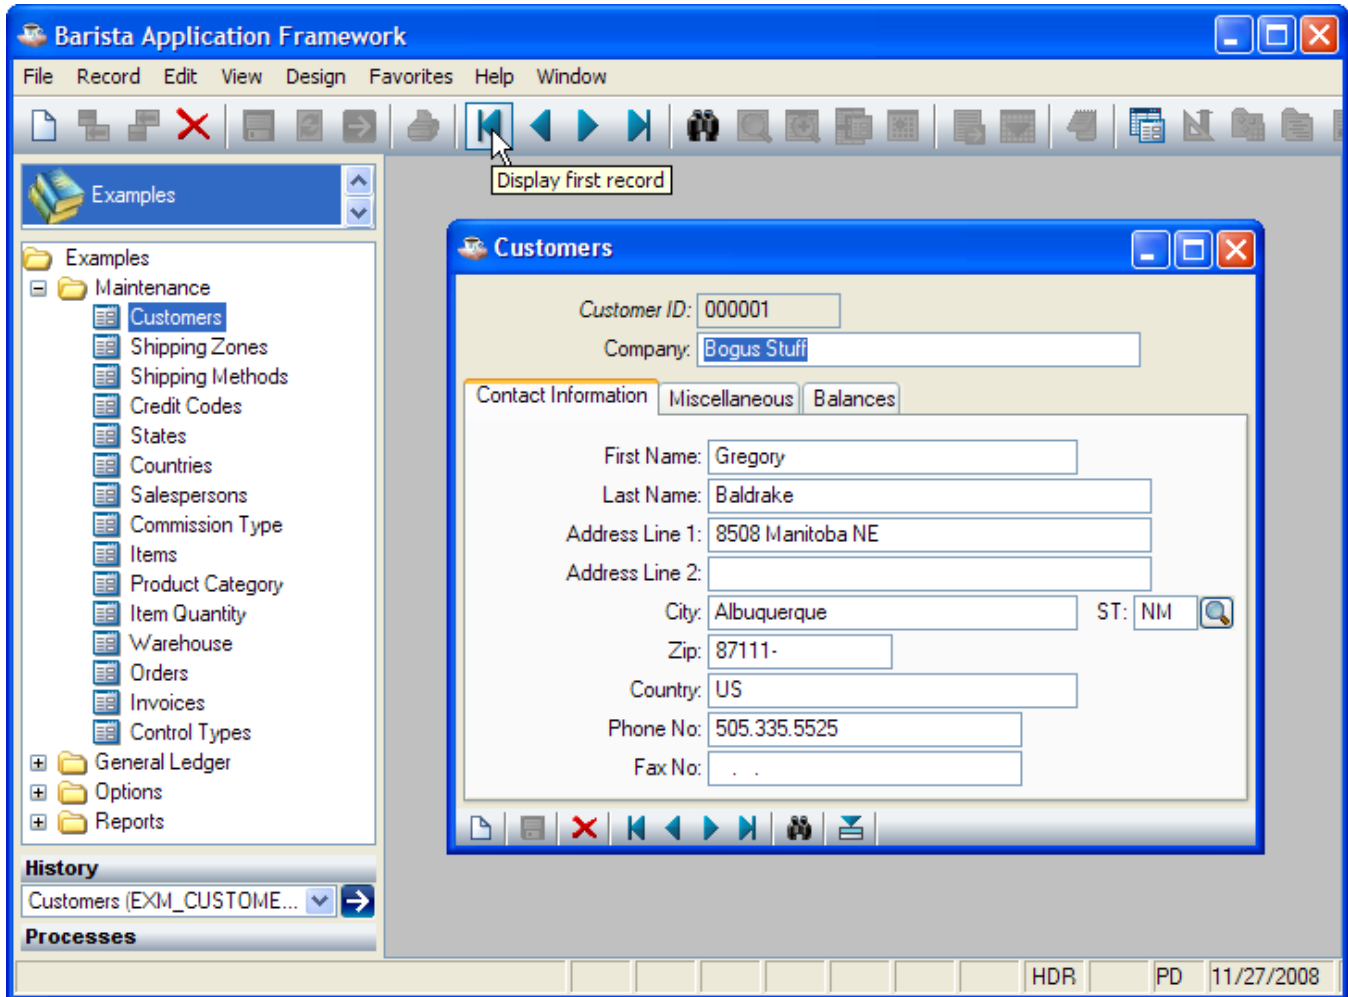 Barista Application Framework
File Record Edit View Design Favorites Help Window
Display first record
Examples
Examples
Maintenance
Customers
Shipping Zones
Shipping Methods
Credit Codes
States
Countries
Salespersons
Commission Type
Items
Product Category
Item Quantity
Warehouse
Orders
Invoices
Control Types
General Ledger
Options
Reports
History
Customers (EXM_CUSTOME...
Processes
Customers
Customer ID: 000001
Company: Bogus Stuff
Contact Information Miscellaneous Balances
First Name: Gregory
Last Name: Baldrake
Address Line 1: 8508 Manitoba NE
Address Line 2:
City: Albuquerque ST: NM
Zip: 87111-
Country: US
Phone No: 505.335.5525
Fax No: . .
HDR PD 11/27/2008